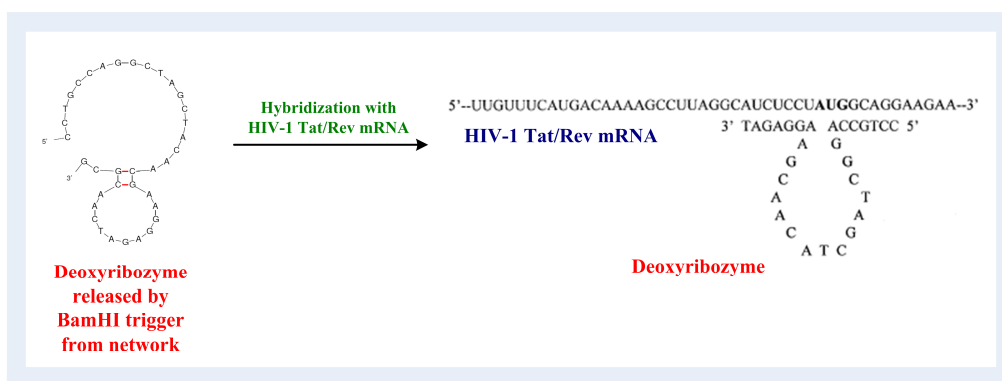 C C T G C C A G G C T A G C T A C A A C G A A G G A G A T C A A C G C G
5'
3'
Deoxyribozyme
released by
BamHI trigger
from network
Hybridization with
HIV-1 Tat/Rev mRNA
5'--UUGUUUCAUGACAAAAGCCUUAGGCAUCUCCUAUGGCAGGAAGAA--3'
HIV-1 Tat/Rev mRNA
3' TAGAGGA ACCGTCC 5'
A G
G G
C C
A T
A A
C G
A T C
Deoxyribozyme